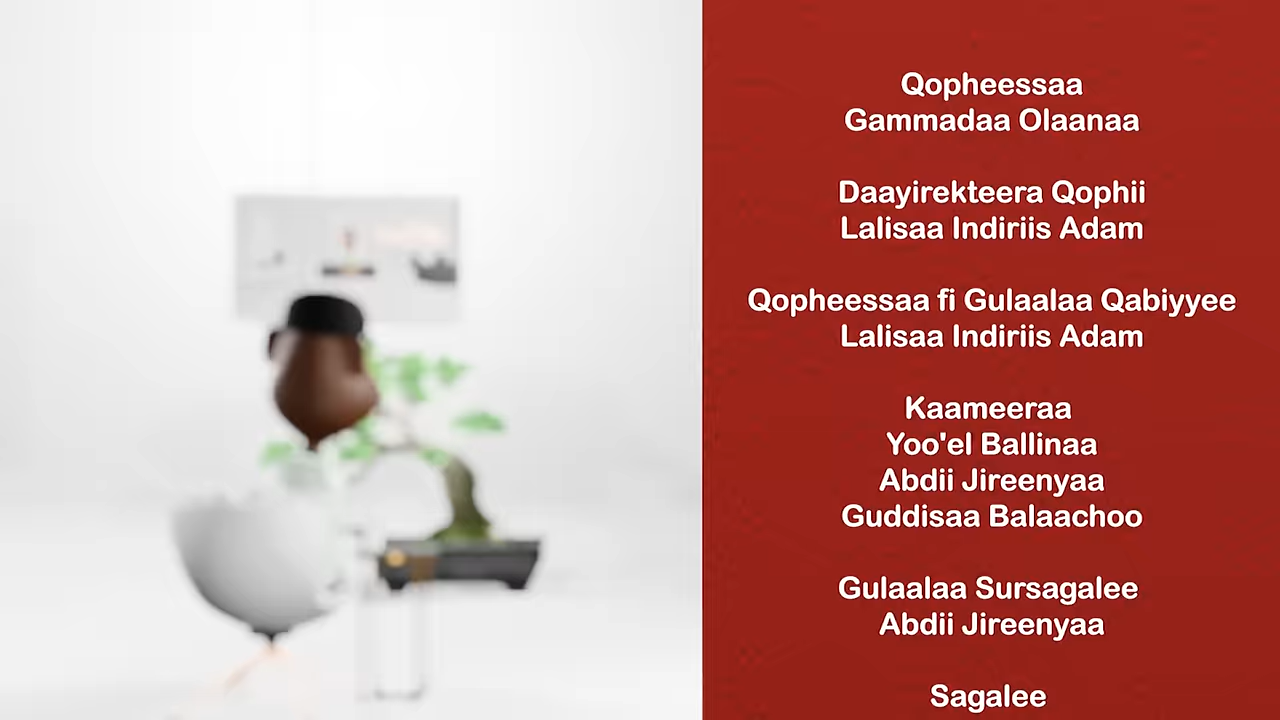 Qopheessaa
Gammadaa Olaanaa
Daayirekteera Qophii
Lalisaa Indiriis Adam
Qopheessaa fi Gulaalaa Qabiyyee
Lalisaa Indiriis Adam
Kaameeraa
Yoo'el Ballinaa
Abdii Jireenyaa
Guddisaa Balaachoo
Gulaalaa Sursagalee
Abdii Jireenyaa
Sagalee